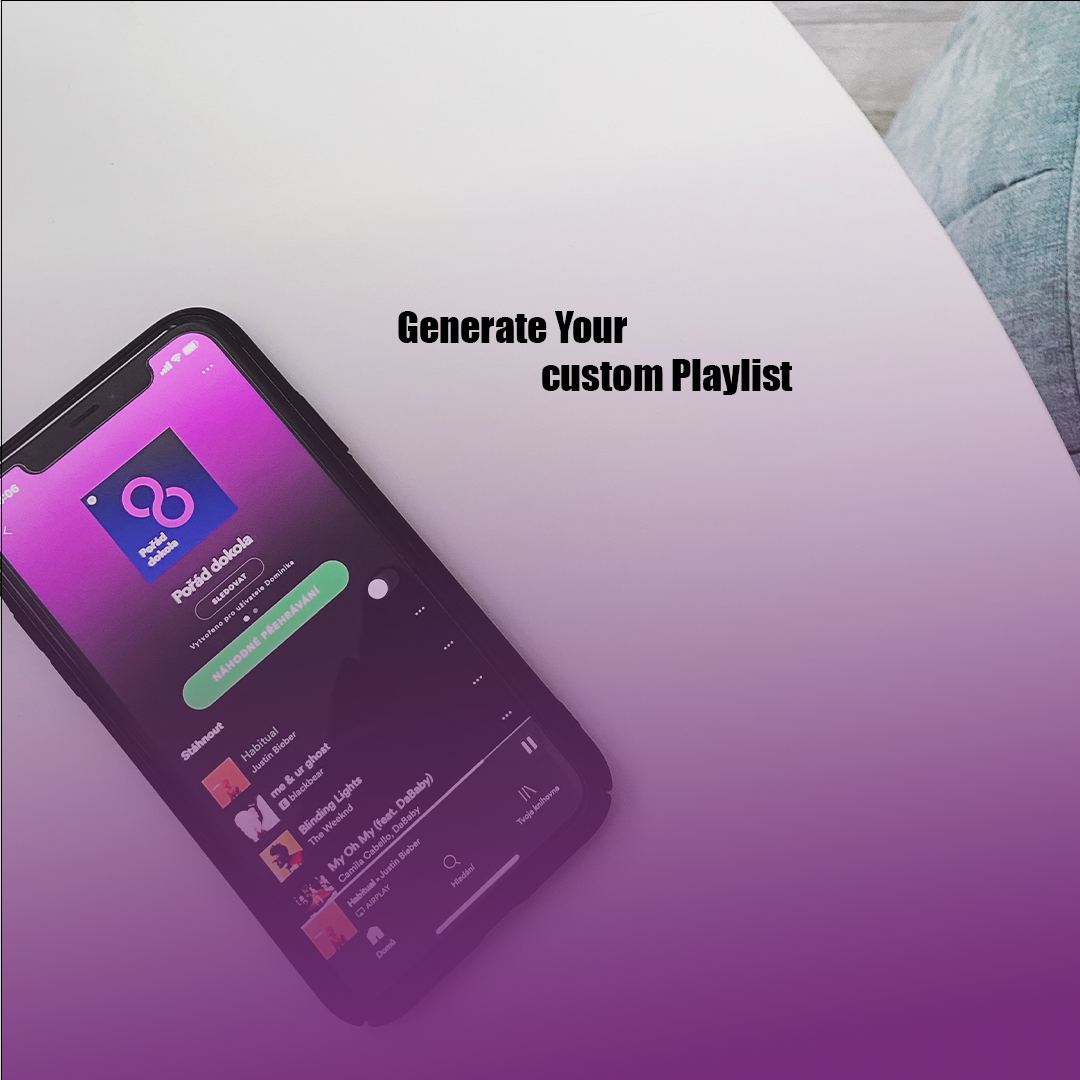 Generate Your
custom Playlist
:06
Pořád
dokola
Pořád dokola
SLEDOVAT
Vytvořeno pro uživatele Dominika
NÁHODNÉ PŘEHRÁVÁNÍ
Stáhnout
Habitual
Justin Bieber
me & ur ghost
E blackbear
Blinding Lights
The Weeknd
My Oh My (feat. DaBaby)
Camila Cabello, DaBaby
Habitual • Justin Bieber
AIRPLAY
Domů
Hledání
Tvoje knihovna